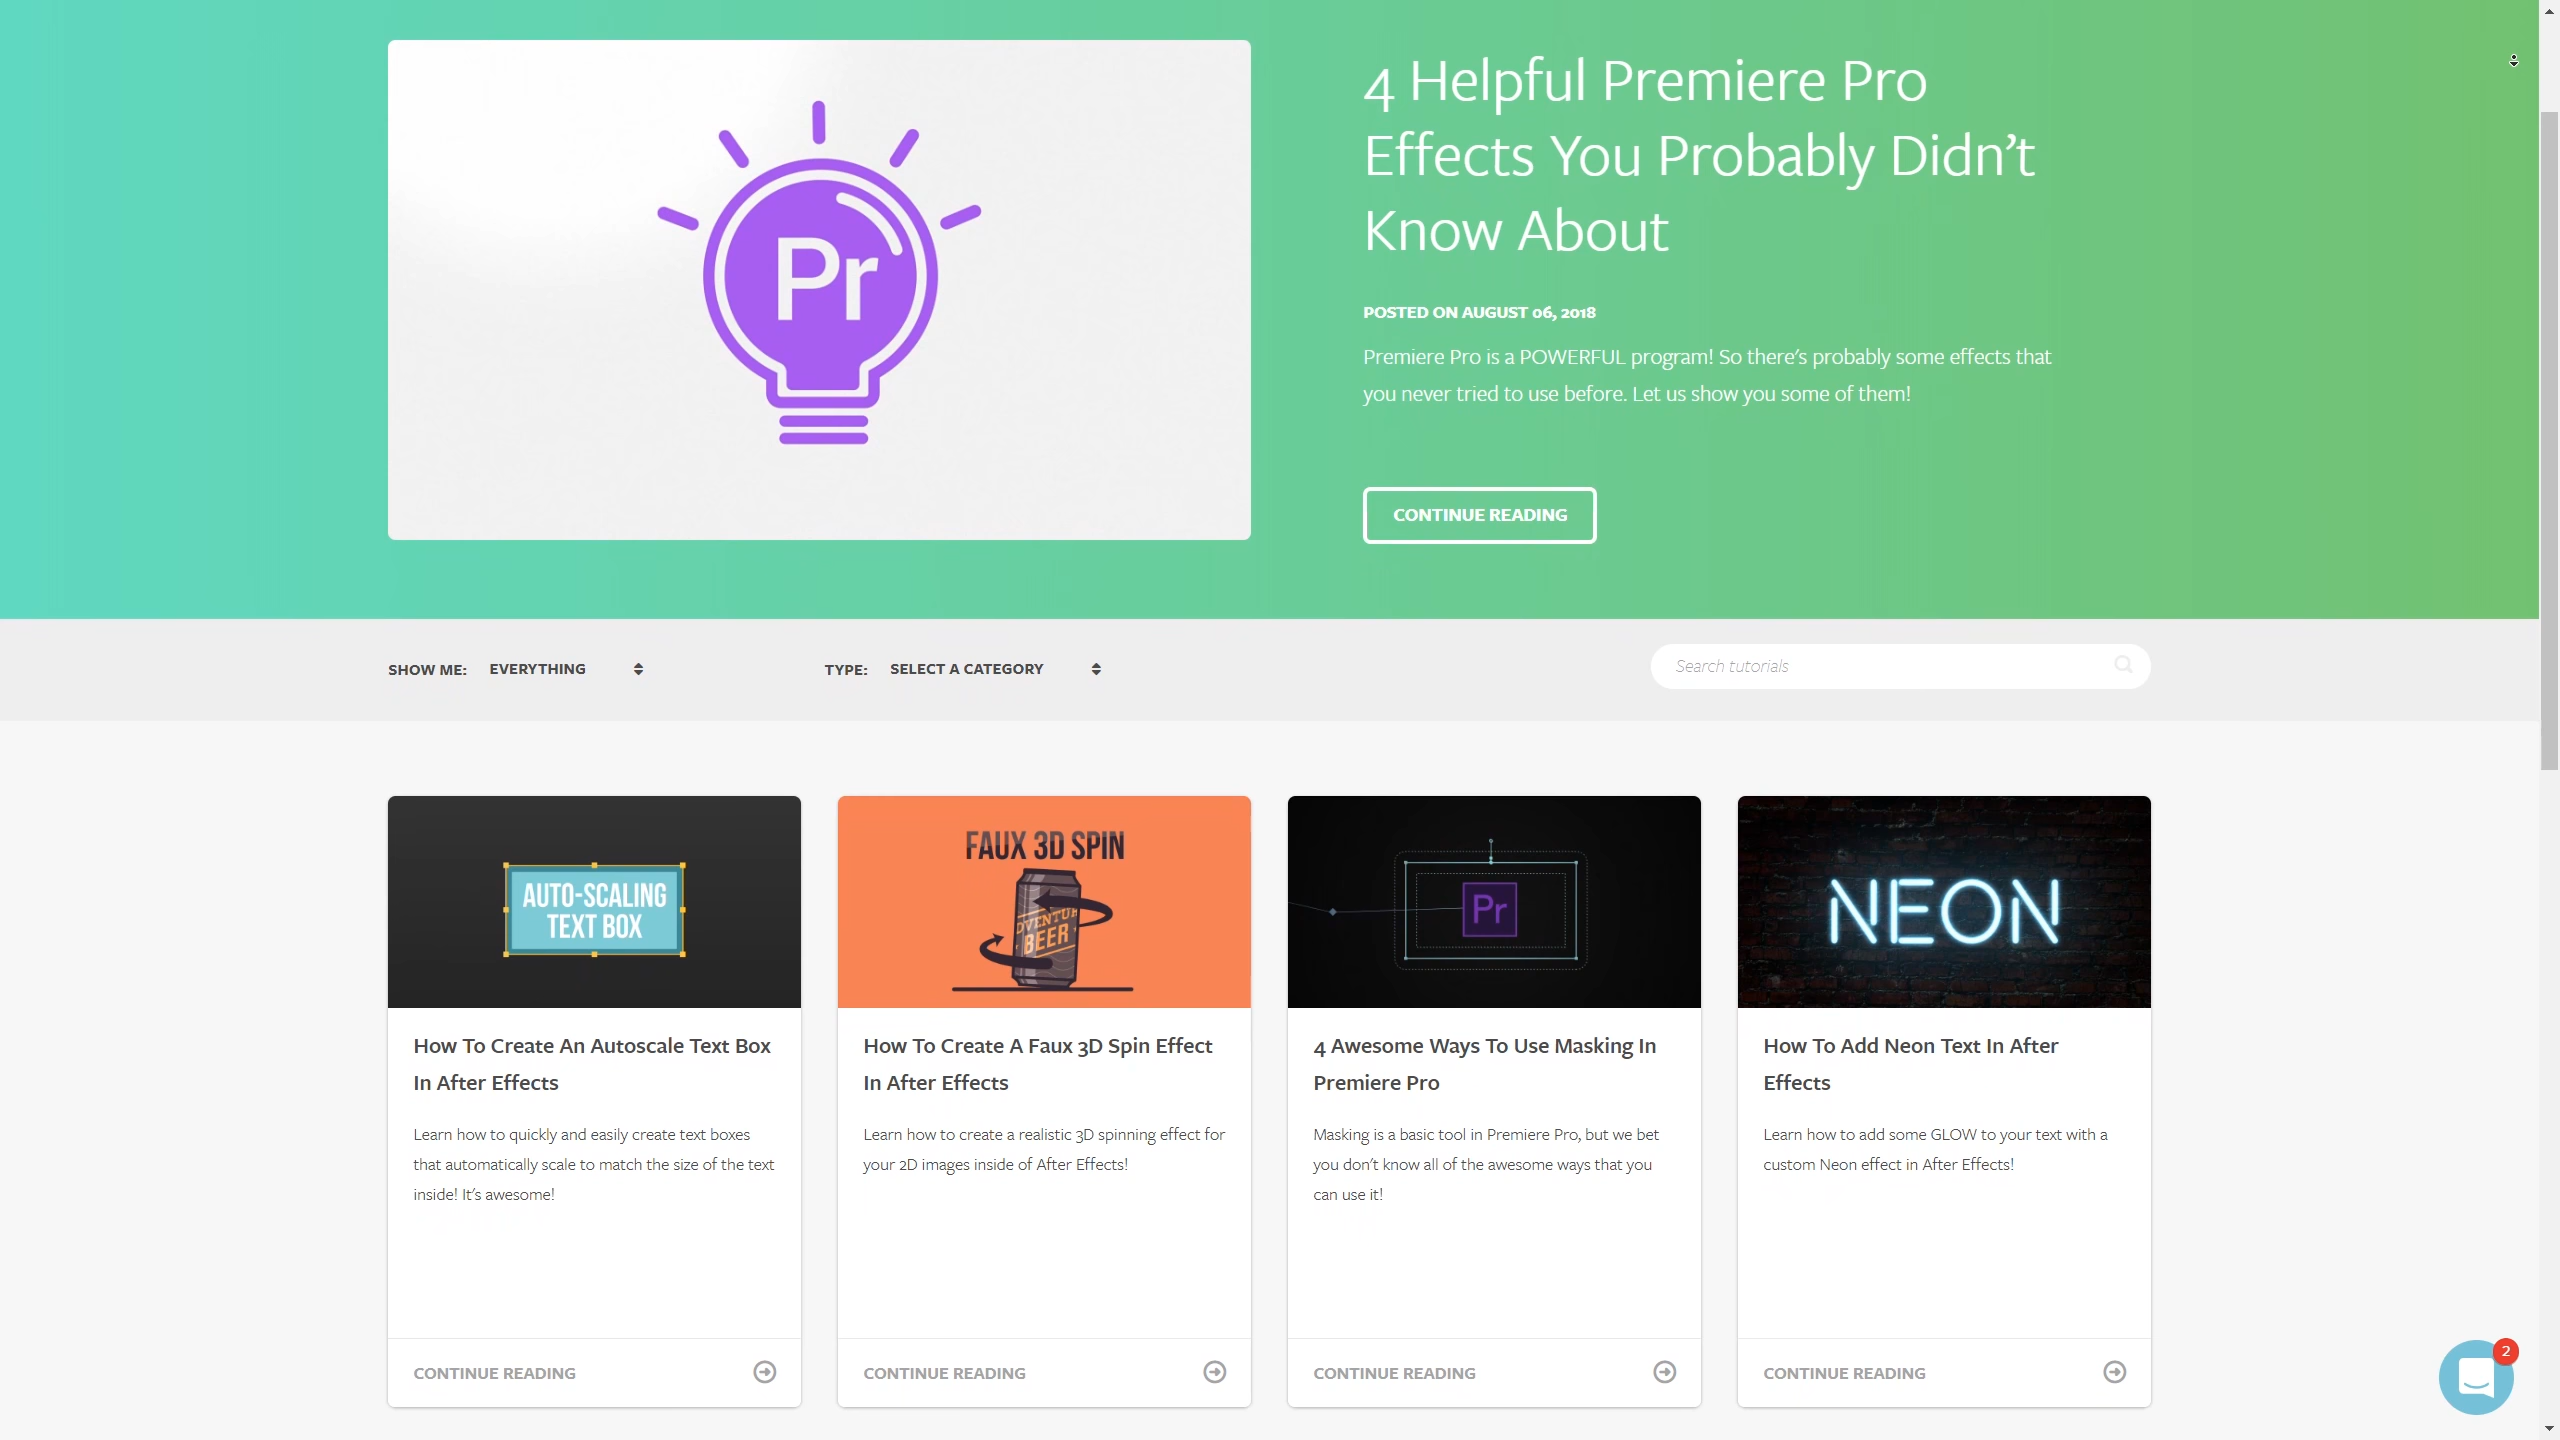 Pr
4 Helpful Premiere Pro
Effects You Probably Didn’t
Know About
POSTED ON AUGUST 06, 2018
Premiere Pro is a POWERFUL program! So there's probably some effects that
you never tried to use before. Let us show you some of them!
CONTINUE READING
SHOW ME: EVERYTHING TYPE: SELECT A CATEGORY Search tutorials
AUTO-SCALING
TEXT BOX
How To Create An Autoscale Text Box
In After Effects
Learn how to quickly and easily create text boxes
that automatically scale to match the size of the text
inside! It's awesome!
CONTINUE READING
FAUX 3D SPIN
DVENTUR
BEER
How To Create A Faux 3D Spin Effect
In After Effects
Learn how to create a realistic 3D spinning effect for
your 2D images inside of After Effects!
CONTINUE READING
Pr
4 Awesome Ways To Use Masking In
Premiere Pro
Masking is a basic tool in Premiere Pro, but we bet
you don't know all of the awesome ways that you
can use it!
CONTINUE READING
NEON
How To Add Neon Text In After
Effects
Learn how to add some GLOW to your text with a
custom Neon effect in After Effects!
CONTINUE READING
2